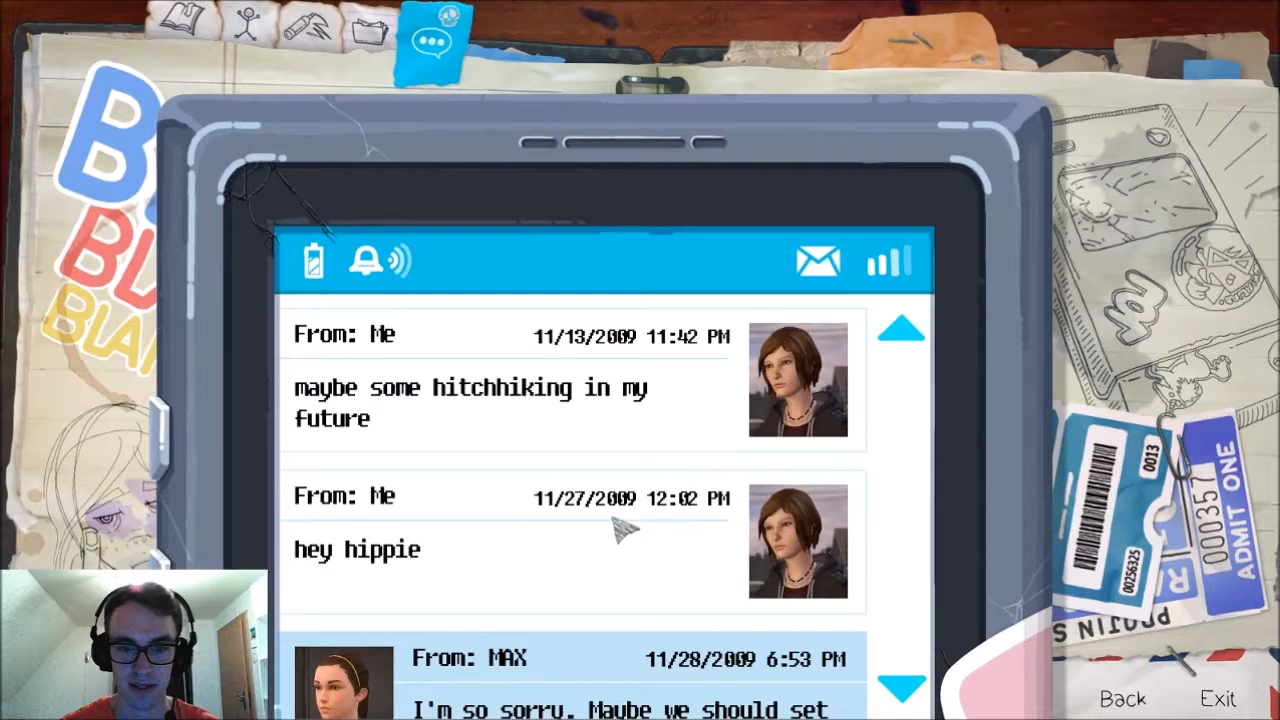 From: Me 11/13/2009 11:42 PM
maybe some hitchhiking in my
future
From: Me 11/27/2009 12:02 PM
hey hippie
From: MAX 11/28/2009 6:53 PM
I'm so sorry. Maybe we should set
0013
00256325
000357
ADMIT ONE
Back Exit